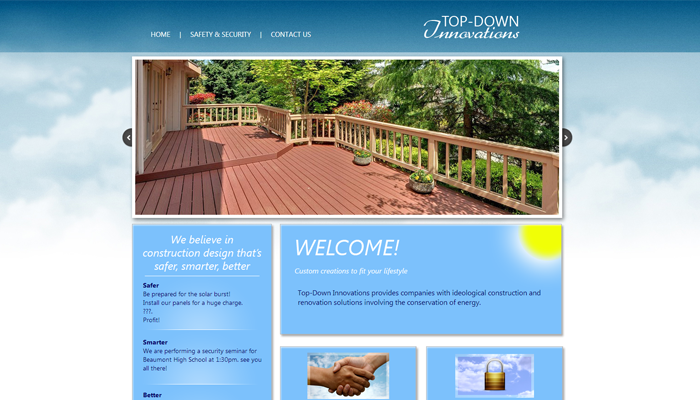 HOME | SAFETY & SECURITY | CONTACT US
TOP-DOWN
Innovations
We believe in
construction design that's
safer, smarter, better
Safer
Be prepared for the solar burst!
Install our panels for a huge charge.
???.
Profit!
Smarter
We are performing a security seminar for
Beaumont High School at 1:30pm, see you
all there!
Better
WELCOME!
Custom creations to fit your lifestyle
Top-Down Innovations provides companies with ideological construction and
renovation solutions involving the conservation of energy.